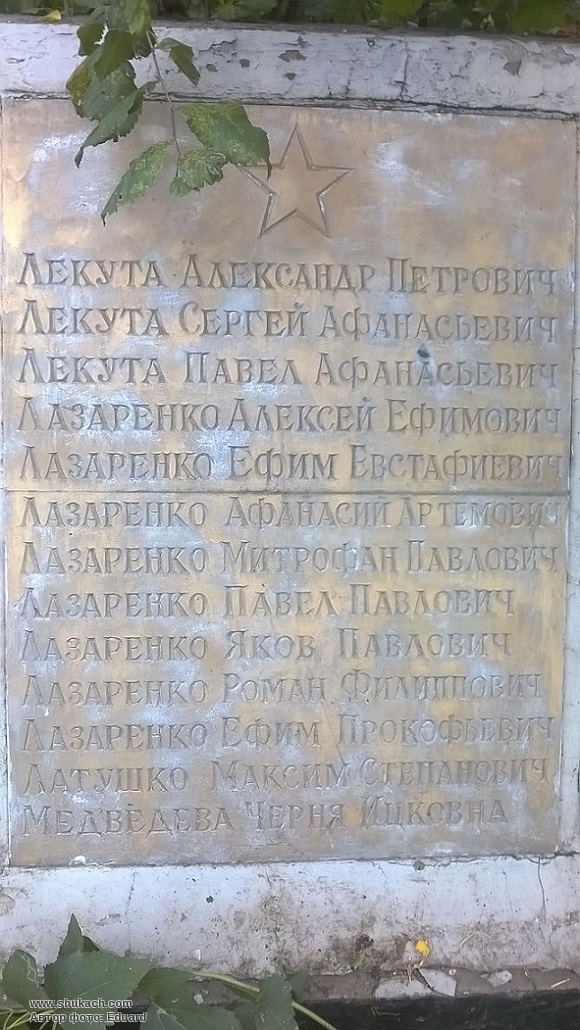 Лекута Александр Петрович
Лекута Сергей Афанасьевич
Лекута Павел Афанасьевич
Лазаренко Алексей Ефимович
Лазаренко Ефим Евстафиевич
Лазаренко Афанасий Артемович
Лазаренко Митрофан Павлович
Лазаренко Павел Павлович
Лазаренко Яков Павлович
Лазаренко Роман Филиппович
Лазаренко Ефим Прокофьевич
Латушко Максим Степанович
Медведева Черня Ицковна
www.shukach.com
Автор фото: Eduard